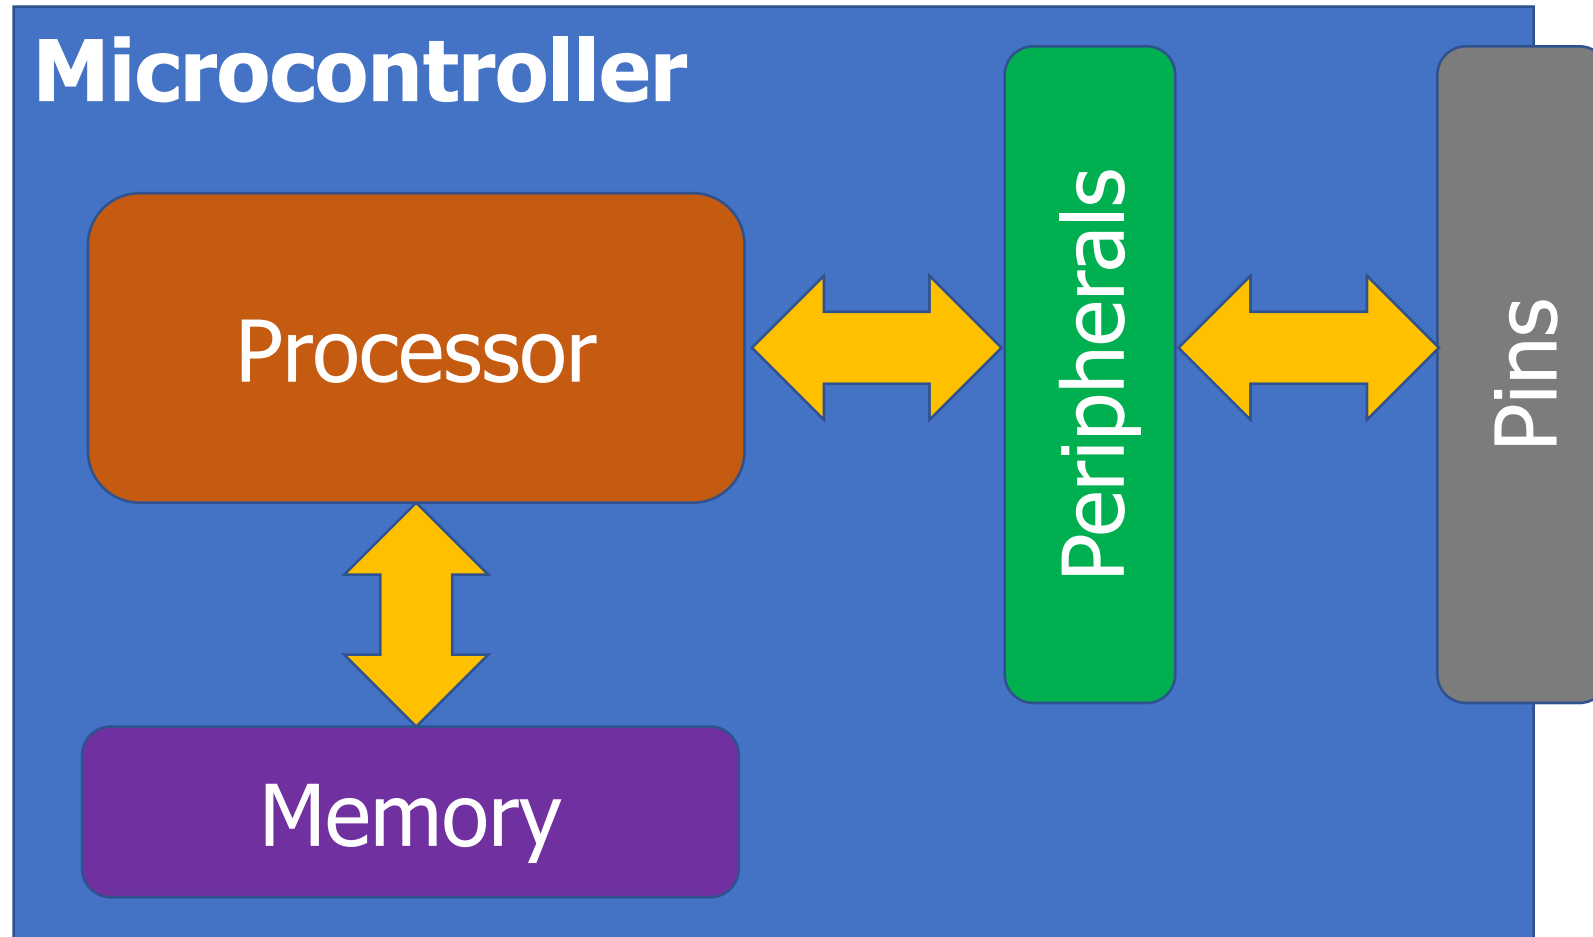 Microcontroller
Processor
Peripherals
Pins
Memory